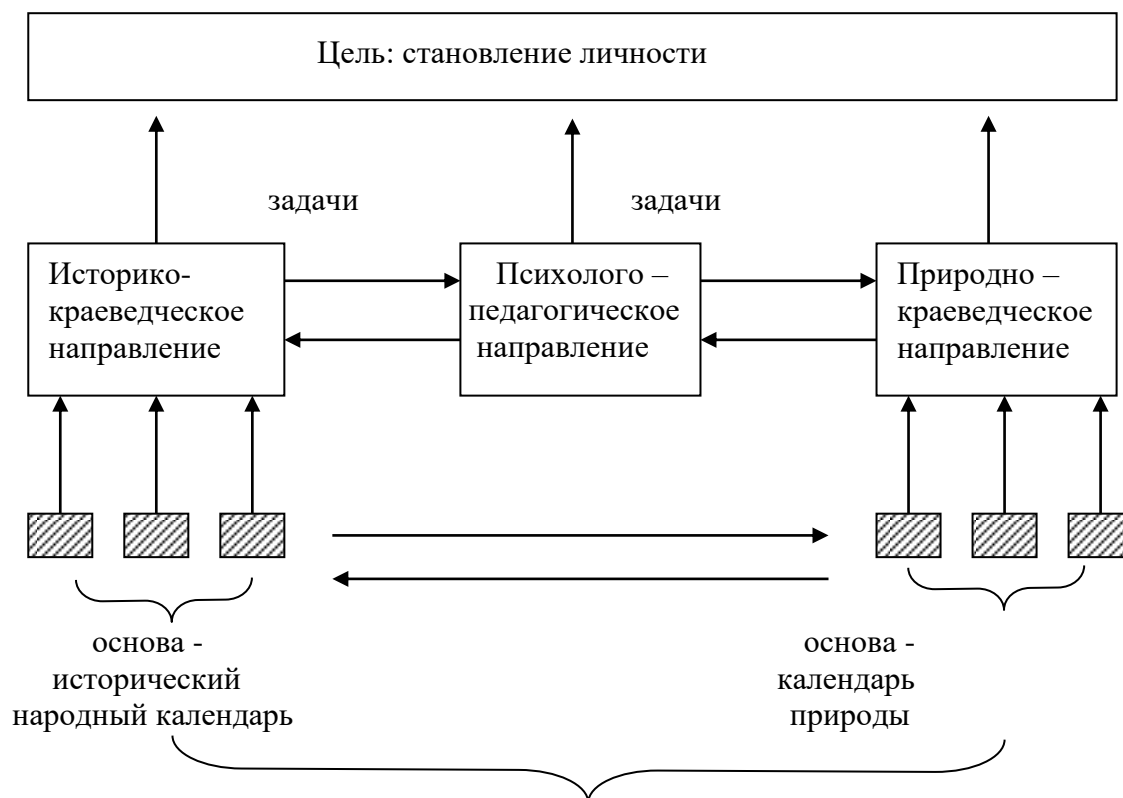 Цель: становление личности
задачи
задачи
Историко-
краеведческое
направление
Психолого –
педагогическое
направление
Природно –
краеведческое
направление
основа -
исторический
народный календарь
основа -
календарь
природы